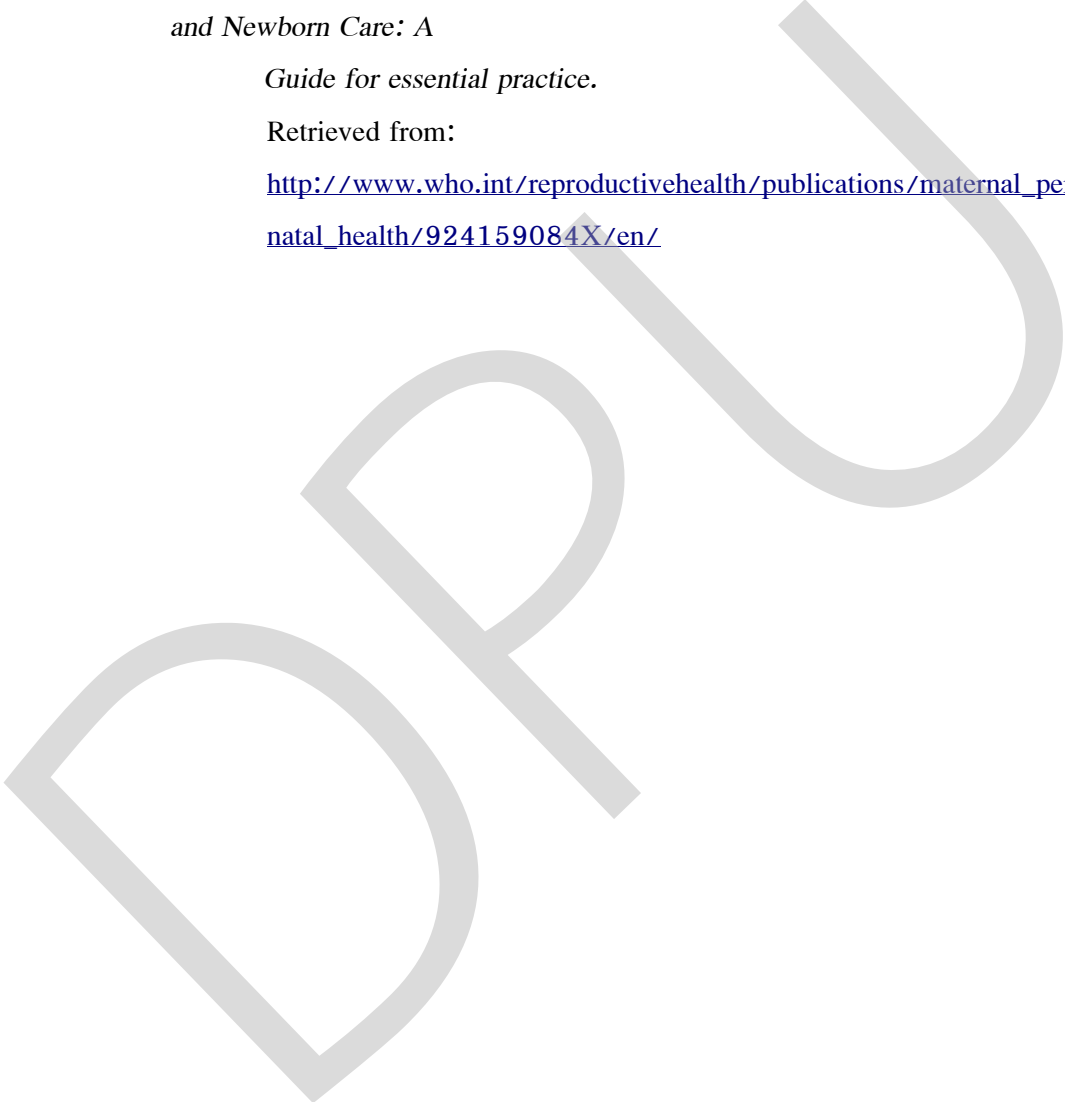 and Newborn Care: A
Guide for essential practice.
Retrieved from:
http://www.who.int/reproductivehealth/publications/maternal_pe
natal_health/924159084X/en/
DPU